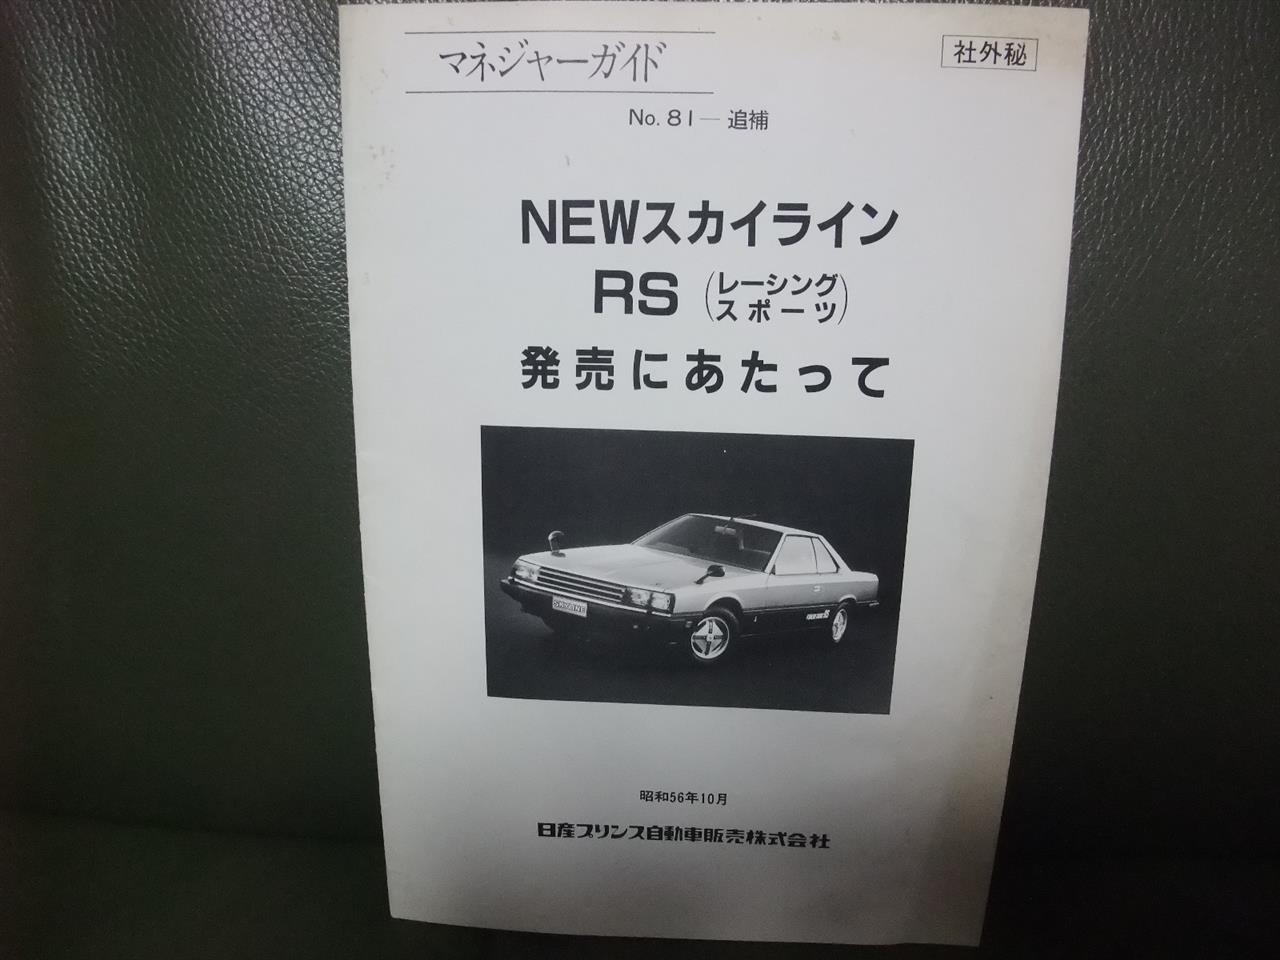 マネジャーガイド
社外秘
No. 81 — 追補
NEWスカイライン
RS (レーシング
スポーツ)
発売にあたって
SKYLINE
昭和56年10月
日産プリンス自動車販売株式会社